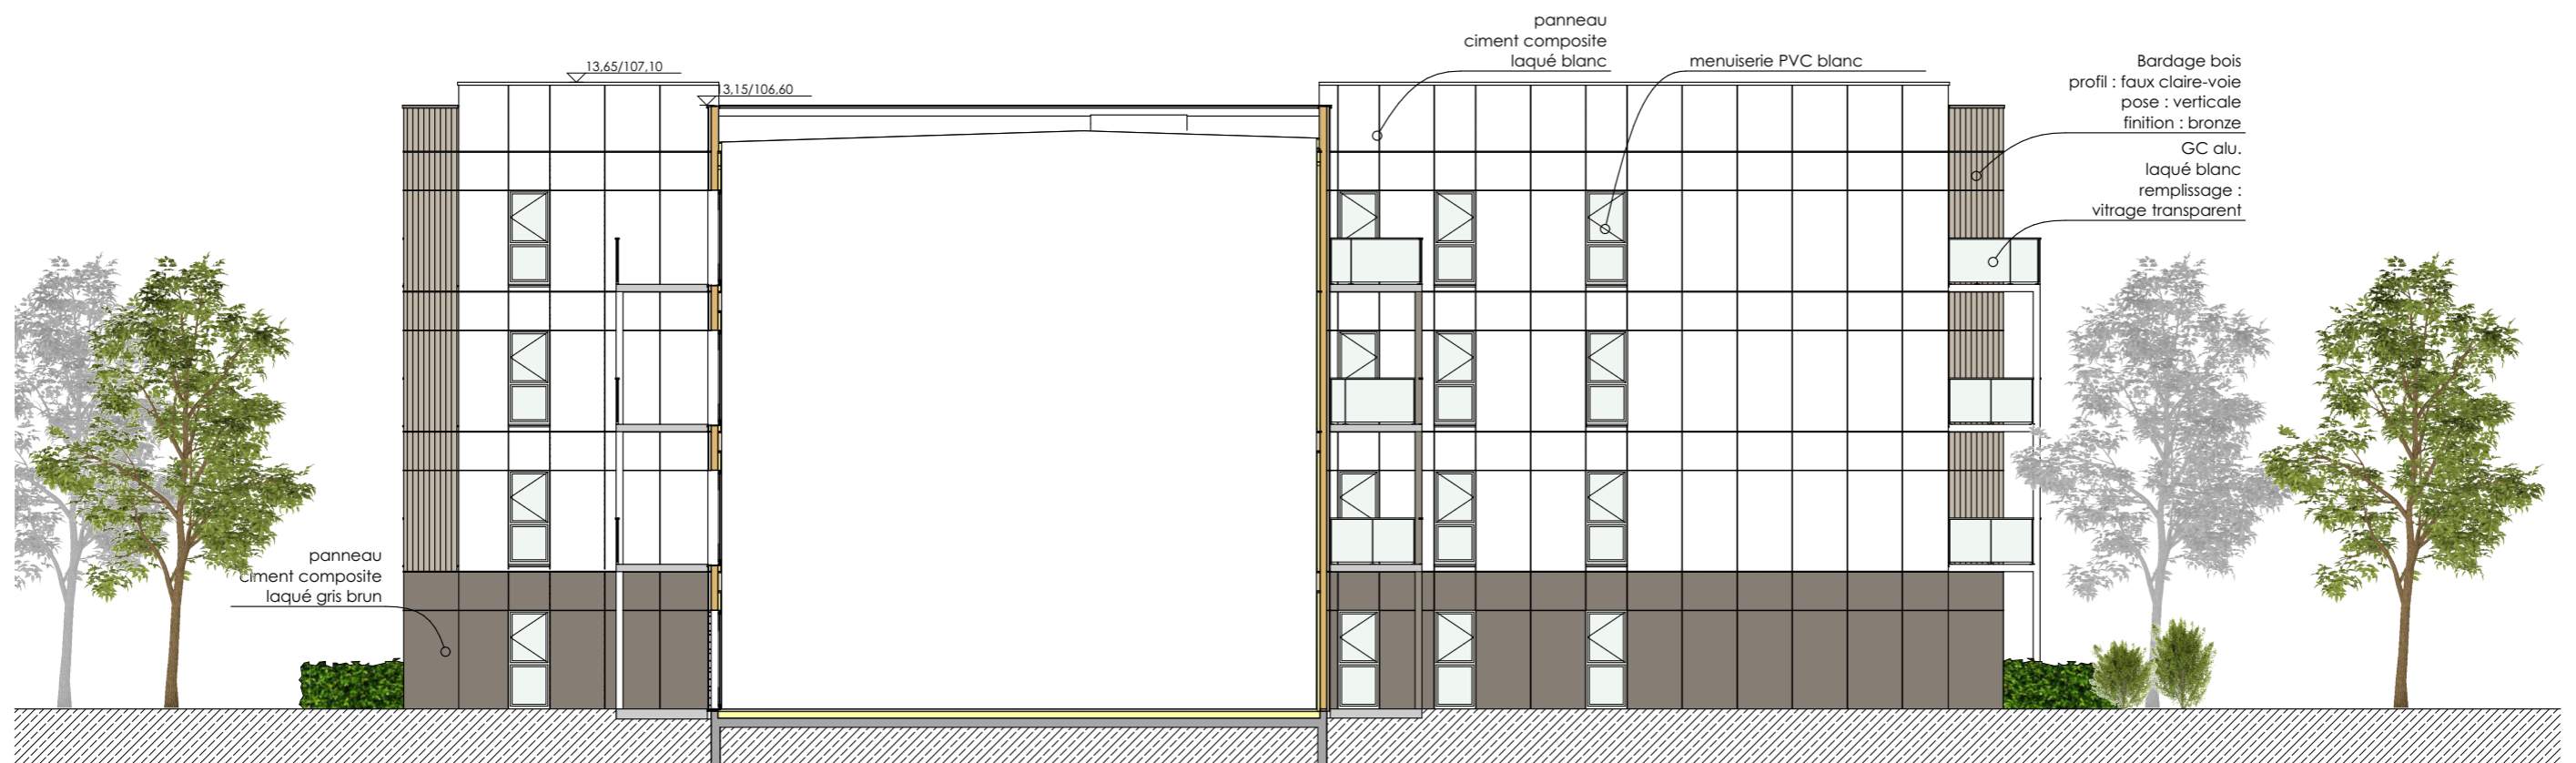 panneau
ciment composite
laqué blanc
menuiserie PVC blanc
Bardage bois
profil : faux claire-voie
pose : verticale
finition : bronze
GC alu.
laqué blanc
remplissage :
vitrage transparent
13,65/107,10
13,15/106,60
panneau
ciment composite
laqué gris brun